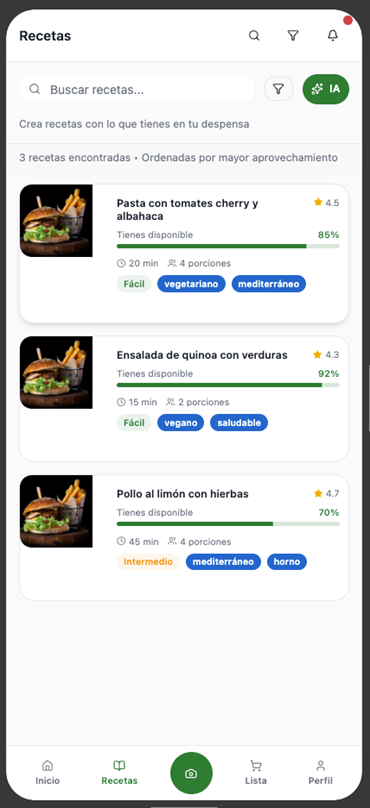 Recetas
Buscar recetas...
IA
Crea recetas con lo que tienes en tu despensa
3 recetas encontradas • Ordenadas por mayor aprovechamiento
Pasta con tomates cherry y albahaca
4.5
Tienes disponible
85%
20 min
4 porciones
Fácil
vegetariano
mediterráneo
Ensalada de quinoa con verduras
4.3
Tienes disponible
92%
15 min
2 porciones
Fácil
vegano
saludable
Pollo al limón con hierbas
4.7
Tienes disponible
70%
45 min
4 porciones
Intermedio
mediterráneo
horno
Inicio
Recetas
Lista
Perfil